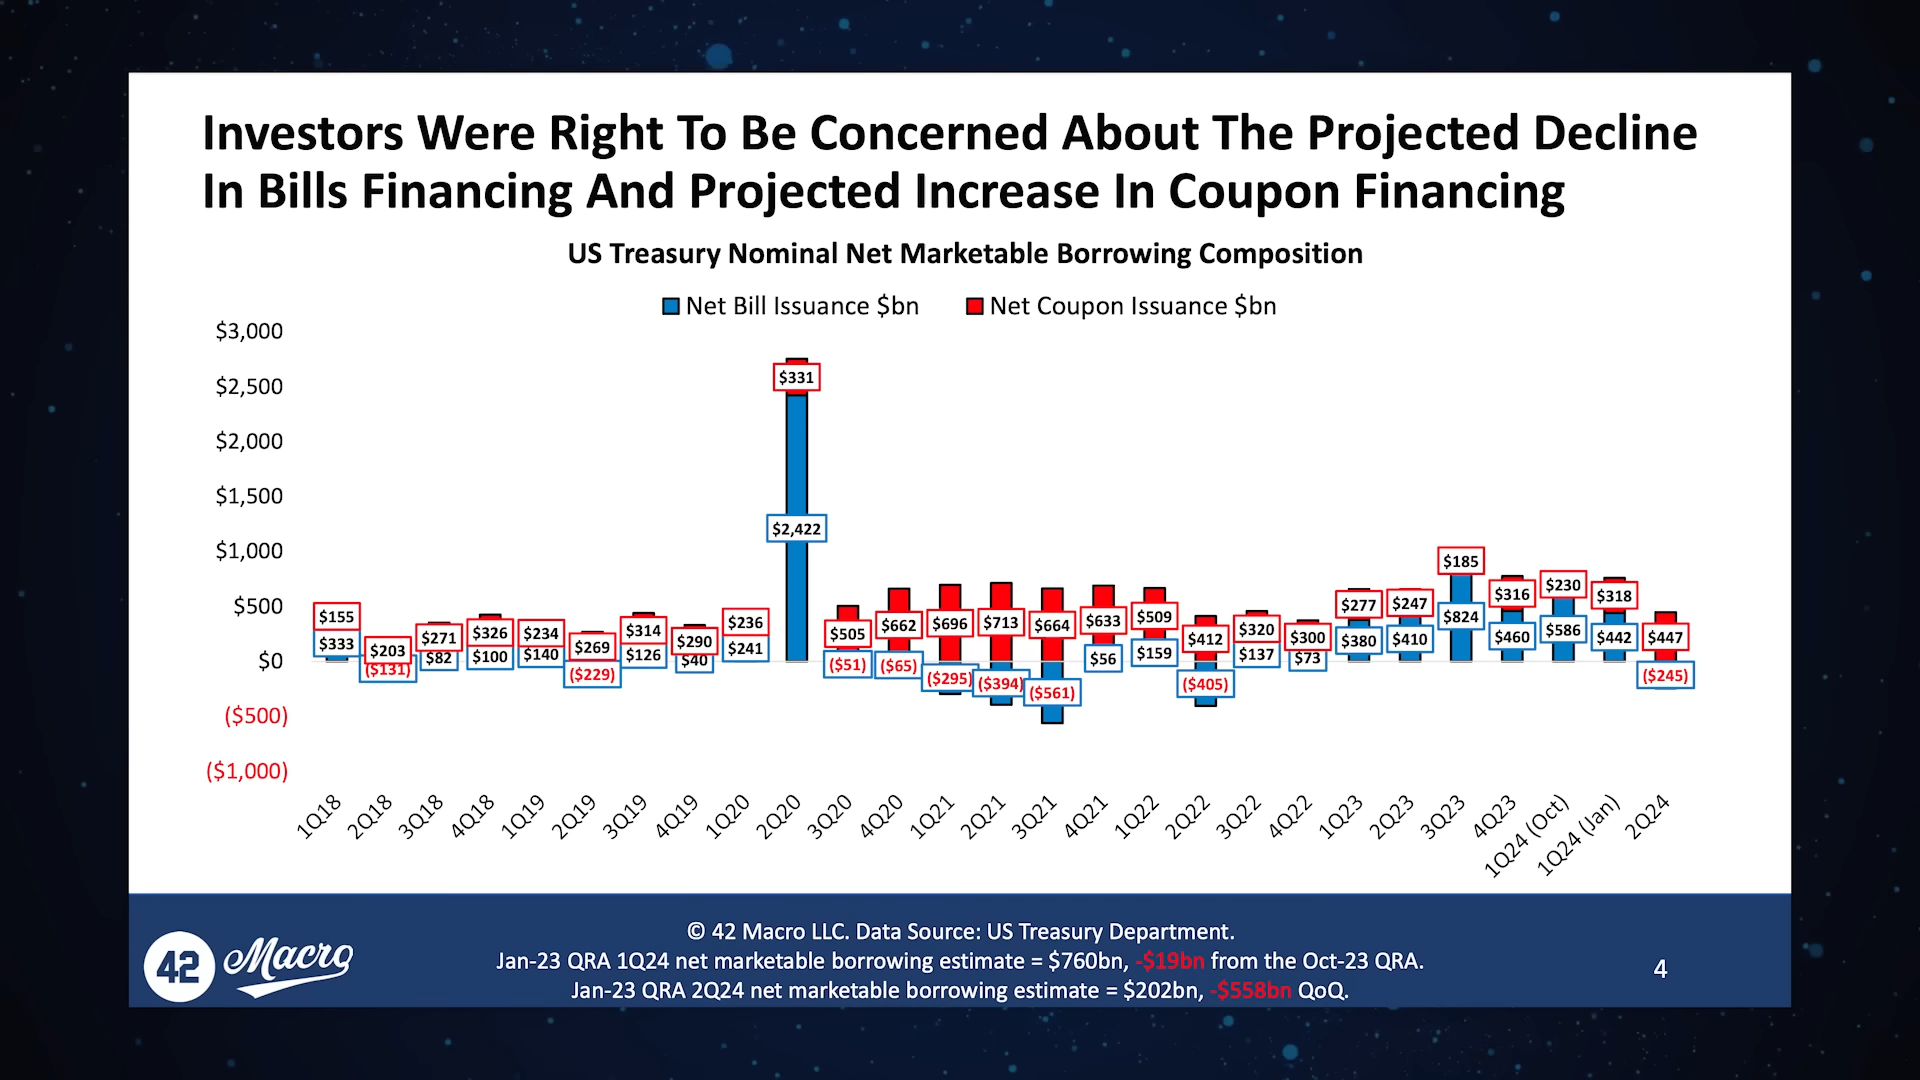 Investors Were Right To Be Concerned About The Projected Decline
In Bills Financing And Projected Increase In Coupon Financing
US Treasury Nominal Net Marketable Borrowing Composition
Net Bill Issuance $bn Net Coupon Issuance $bn
$3,000
$2,500
$2,000
$1,500
$1,000
$500
$0
($500)
($1,000)
$331
$2,422
$155 $203 $271 $326 $234 $269 $314 $290 $236 $505 $662 $696 $713 $664 $633 $509 $412 $320 $300 $277 $247 $185 $316 $230 $318 $447
$333 ($131) $82 $100 $140 ($229) $126 $40 $241 ($51) ($65) ($295) ($394) ($561) $56 $159 ($405) $137 $73 $380 $410 $824 $460 $586 $442 ($245)
1Q18 2Q18 3Q18 4Q18 1Q19 2Q19 3Q19 4Q19 1Q20 2Q20 3Q20 4Q20 1Q21 2Q21 3Q21 4Q21 1Q22 2Q22 3Q22 4Q22 1Q23 2Q23 3Q23 4Q23 1Q24 (Oct) 1Q24 (Jan) 2Q24
© 42 Macro LLC. Data Source: US Treasury Department.
Jan-23 QRA 1Q24 net marketable borrowing estimate = $760bn, -$19bn from the Oct-23 QRA.
Jan-23 QRA 2Q24 net marketable borrowing estimate = $202bn, -$558bn QoQ.
42 Macro
4